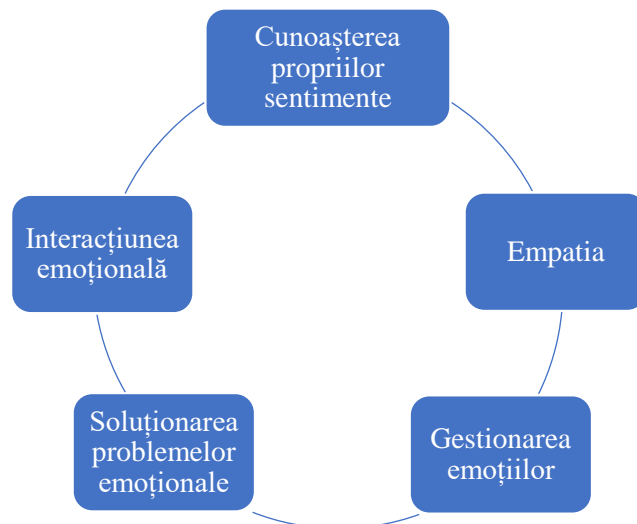 Cunoașterea
propriilor
sentimente
Empatia
Gestionarea
emoțiilor
Soluționarea
problemelor
emoționale
Interacțiunea
emoțională